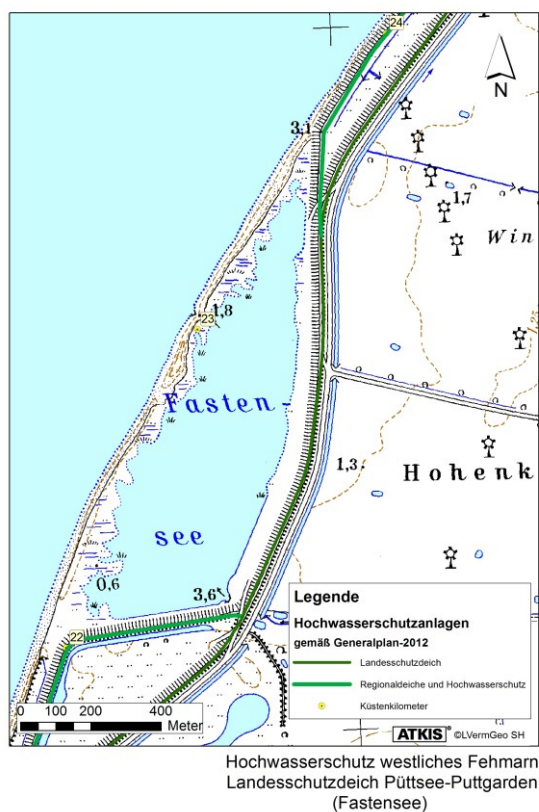 24
N
3,1
1,7
Win
23
1,8
1,25
Fasten-
1,3
Hohenk
see
0,6
3,6
22
Legende
Hochwasserschutzanlagen
gemäß Generalplan-2012
Landesschutzdeich
Regionaldeiche und Hochwasserschutz
Küstenkilometer
0 100 200 400
Meter
ATKIS® ©LVermGeo SH
Hochwasserschutz westliches Fehmarn
Landesschutzdeich Püttsee-Puttgarden
(Fastensee)